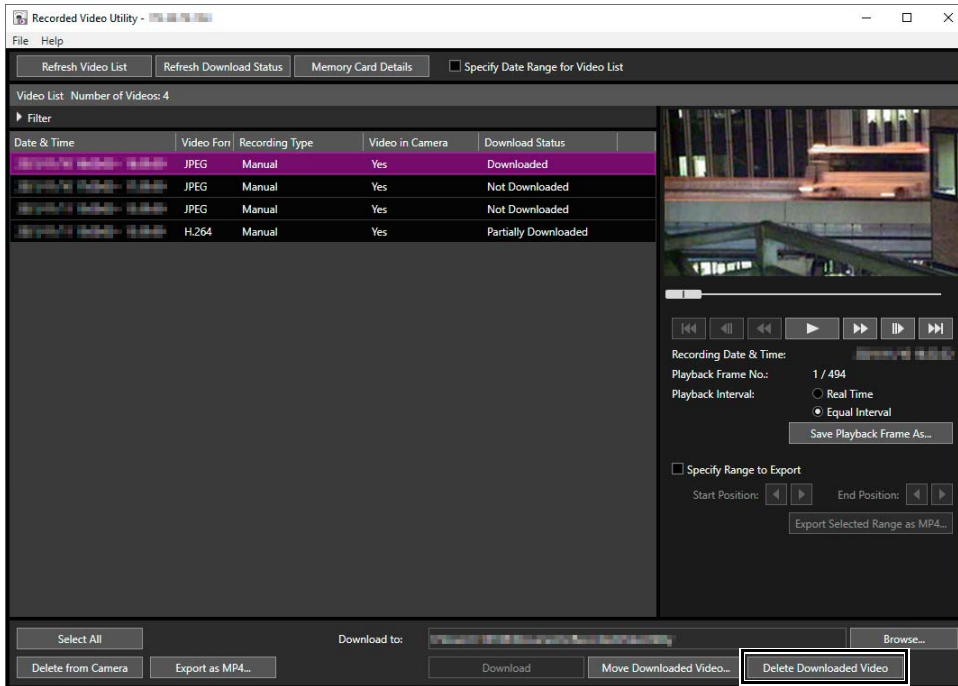 Recorded Video Utility -
File Help
Refresh Video List Refresh Download Status Memory Card Details Specify Date Range for Video List
Video List Number of Videos: 4
Filter
Date & Time Video Forr Recording Type Video in Camera Download Status
JPEG Manual Yes Downloaded
JPEG Manual Yes Not Downloaded
JPEG Manual Yes Not Downloaded
H.264 Manual Yes Partially Downloaded
Recording Date & Time:
Playback Frame No.: 1 / 494
Playback Interval: Real Time
Equal Interval
Save Playback Frame As...
Specify Range to Export
Start Position: End Position:
Export Selected Range as MP4...
Select All Download to: Browse...
Delete from Camera Export as MP4... Download Move Downloaded Video... Delete Downloaded Video